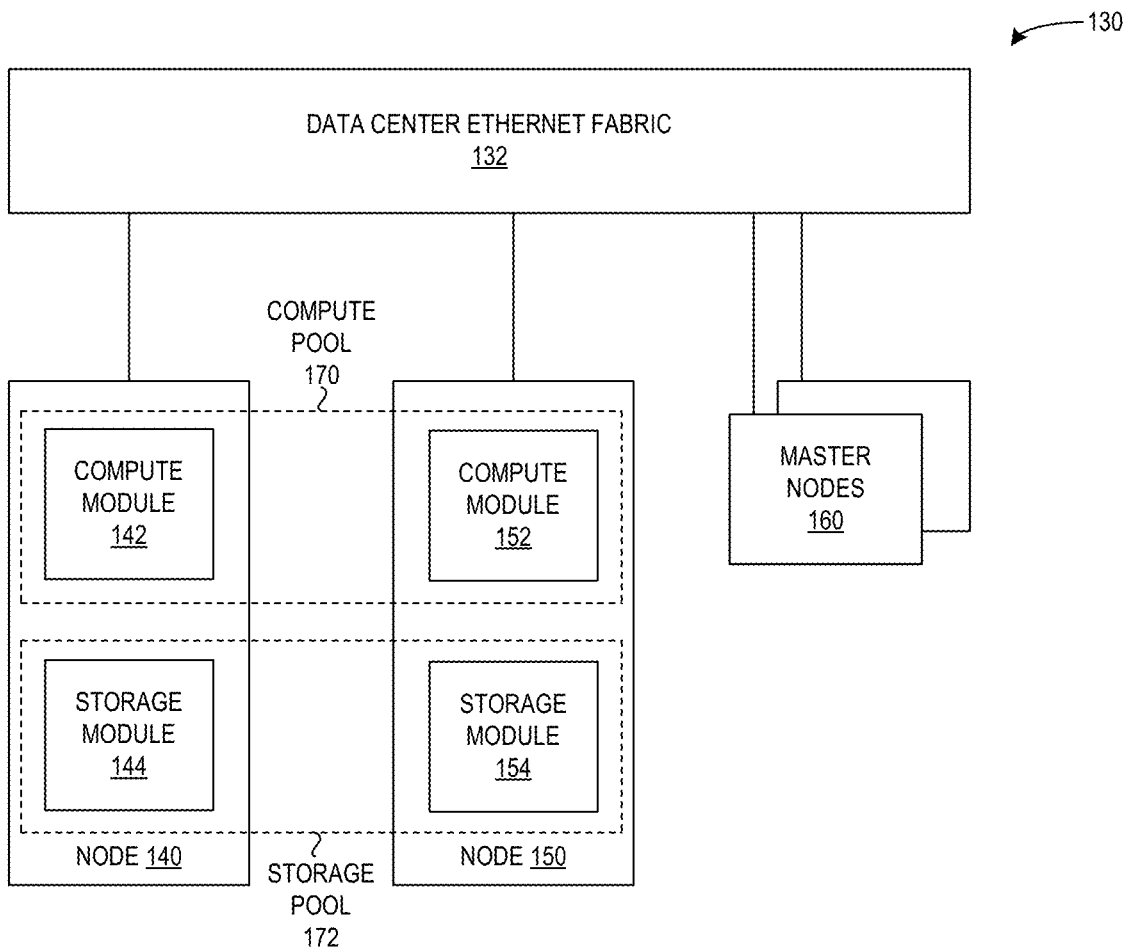 130
DATA CENTER ETHERNET FABRIC
132
COMPUTE
POOL
170
COMPUTE
MODULE
142
COMPUTE
MODULE
152
MASTER
NODES
160
STORAGE
MODULE
144
STORAGE
MODULE
154
NODE 140
NODE 150
STORAGE
POOL
172